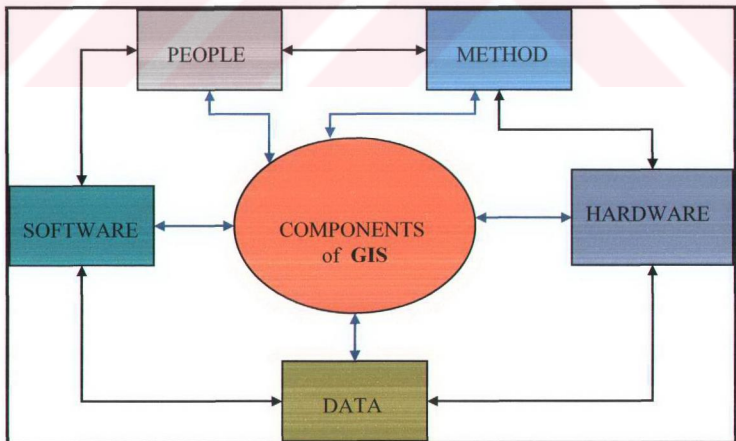 PEOPLE
METHOD
SOFTWARE
COMPONENTS
of GIS
HARDWARE
DATA